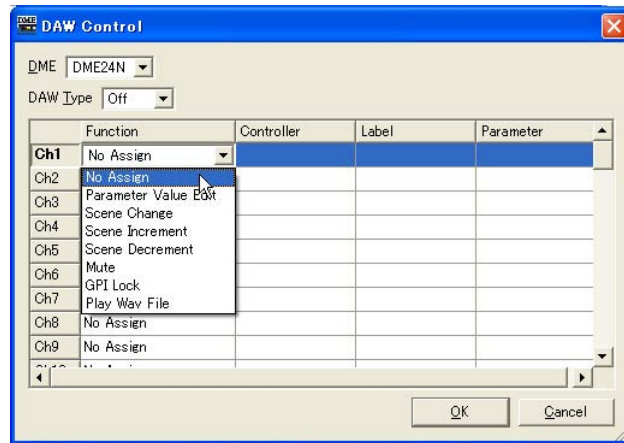 DAW Control
DME DME24N
DAW Type Off
Function Controller Label Parameter
Ch1 No Assign
Ch2 No Assign
Ch3 Parameter Value Edit
Scene Change
Ch4 Scene Increment
Ch5 Scene Decrement
Ch6 Mute
GPI Lock
Ch7 Play Wav File
Ch8 No Assign
Ch9 No Assign
OK Cancel